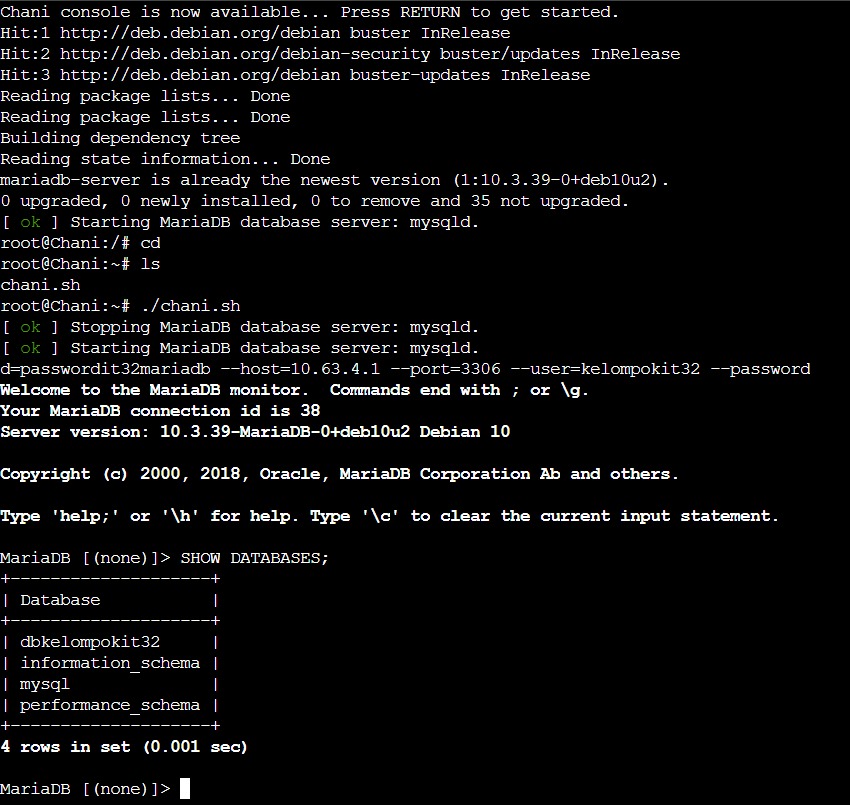 Chani console is now available... Press RETURN to get started.
Hit:1 http://deb.debian.org/debian buster InRelease
Hit:2 http://deb.debian.org/debian-security buster/updates InRelease
Hit:3 http://deb.debian.org/debian buster-updates InRelease
Reading package lists... Done
Reading package lists... Done
Building dependency tree
Reading state information... Done
mariadb-server is already the newest version (1:10.3.39-0+deb10u2).
0 upgraded, 0 newly installed, 0 to remove and 35 not upgraded.
[ ok ] Starting MariaDB database server: mysqld.
root@Chani:/# cd
root@Chani:~# ls
chani.sh
root@Chani:~# ./chani.sh
[ ok ] Stopping MariaDB database server: mysqld.
[ ok ] Starting MariaDB database server: mysqld.
d=passwordit32mariadb --host=10.63.4.1 --port=3306 --user=kelompokit32 --password
Welcome to the MariaDB monitor.  Commands end with ; or \g.
Your MariaDB connection id is 38
Server version: 10.3.39-MariaDB-0+deb10u2 Debian 10

Copyright (c) 2000, 2018, Oracle, MariaDB Corporation Ab and others.

Type 'help;' or '\h' for help. Type '\c' to clear the current input statement.

MariaDB [(none)]> SHOW DATABASES;
+--------------------+
| Database           |
+--------------------+
| dbkelompokit32     |
| information_schema |
| mysql              |
| performance_schema |
+--------------------+
4 rows in set (0.001 sec)

MariaDB [(none)]>